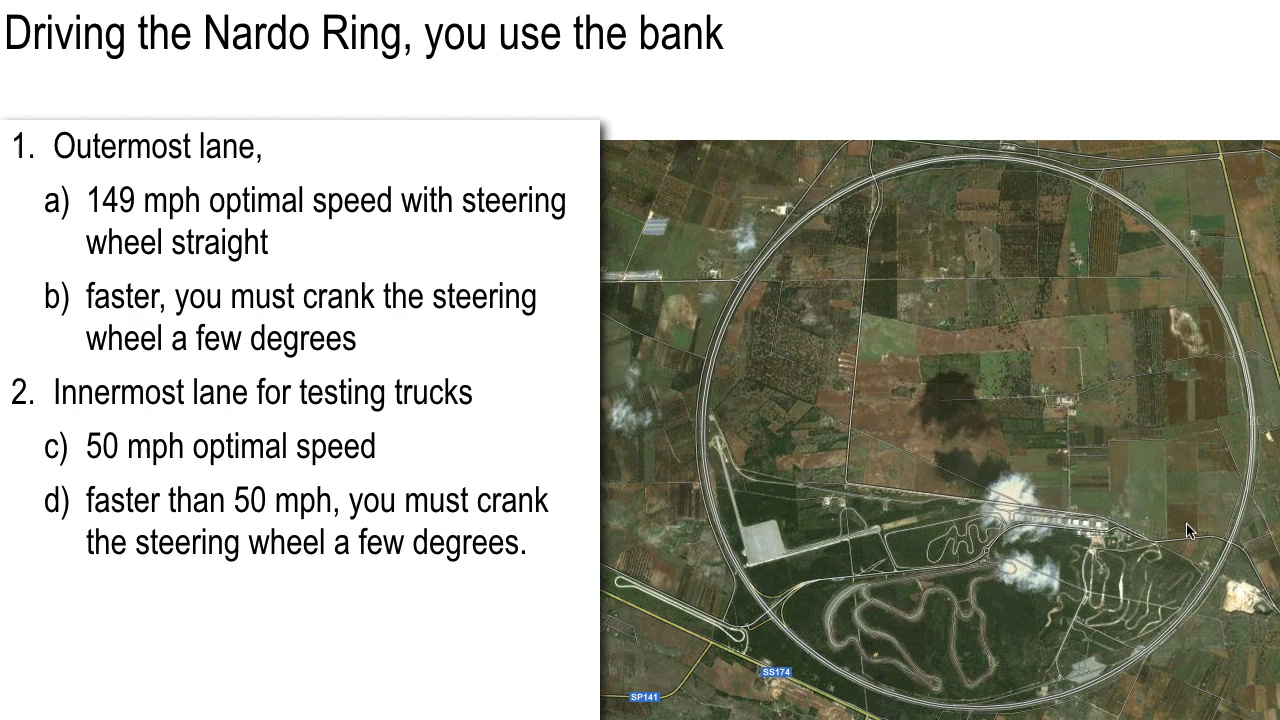 Driving the Nardo Ring, you use the bank
1. Outermost lane,
a) 149 mph optimal speed with steering
wheel straight
b) faster, you must crank the steering
wheel a few degrees
2. Innermost lane for testing trucks
c) 50 mph optimal speed
d) faster than 50 mph, you must crank
the steering wheel a few degrees.
SS174
SP141